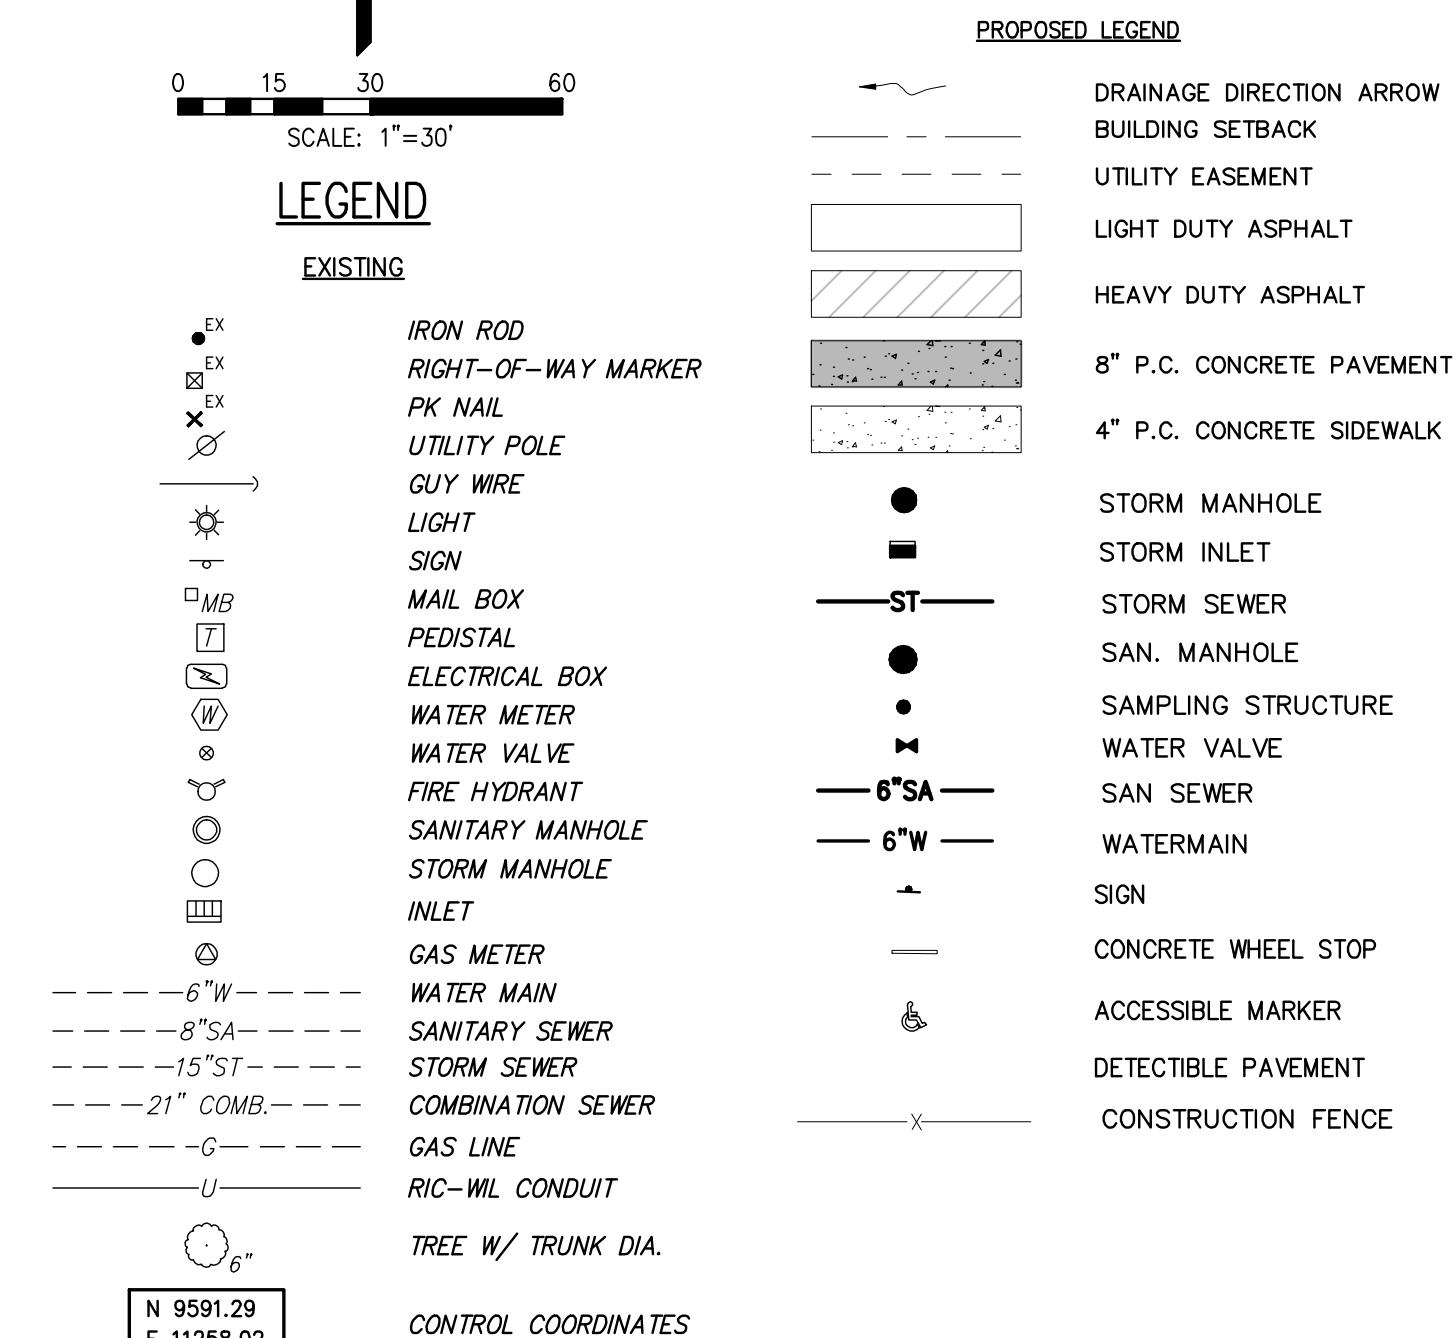 0 15 30 60
SCALE: 1"=30'
LEGEND
EXISTING
EX IRON ROD
EX RIGHT-OF-WAY MARKER
EX PK NAIL
UTILITY POLE
GUY WIRE
LIGHT
SIGN
MB MAIL BOX
T PEDISTAL
ELECTRICAL BOX
W WATER METER
WATER VALVE
FIRE HYDRANT
SANITARY MANHOLE
STORM MANHOLE
INLET
GAS METER
6"W WATER MAIN
8"SA SANITARY SEWER
15"ST STORM SEWER
21" COMB. COMBINATION SEWER
G GAS LINE
U RIC-WIL CONDUIT
6" TREE W/ TRUNK DIA.
N 9591.29
CONTROL COORDINATES
PROPOSED LEGEND
DRAINAGE DIRECTION ARROW
BUILDING SETBACK
UTILITY EASEMENT
LIGHT DUTY ASPHALT
HEAVY DUTY ASPHALT
8" P.C. CONCRETE PAVEMENT
4" P.C. CONCRETE SIDEWALK
STORM MANHOLE
STORM INLET
ST STORM SEWER
SAN. MANHOLE
SAMPLING STRUCTURE
WATER VALVE
6"SA SAN SEWER
6"W WATERMAIN
SIGN
CONCRETE WHEEL STOP
ACCESSIBLE MARKER
DETECTIBLE PAVEMENT
X CONSTRUCTION FENCE